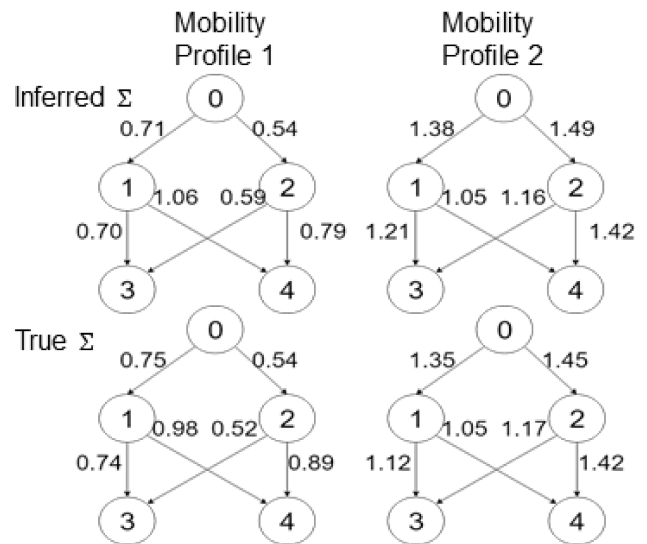 Mobility Profile 1
Mobility Profile 2
Inferred Σ
0
0
0.71 0.54
1.38 1.49
1 1.06 0.59 2
1 1.05 1.16 2
0.70 0.79
1.21 1.42
3 4
3 4
True Σ
0
0
0.75 0.54
1.35 1.45
1 0.98 0.52 2
1 1.05 1.17 2
0.74 0.89
1.12 1.42
3 4
3 4